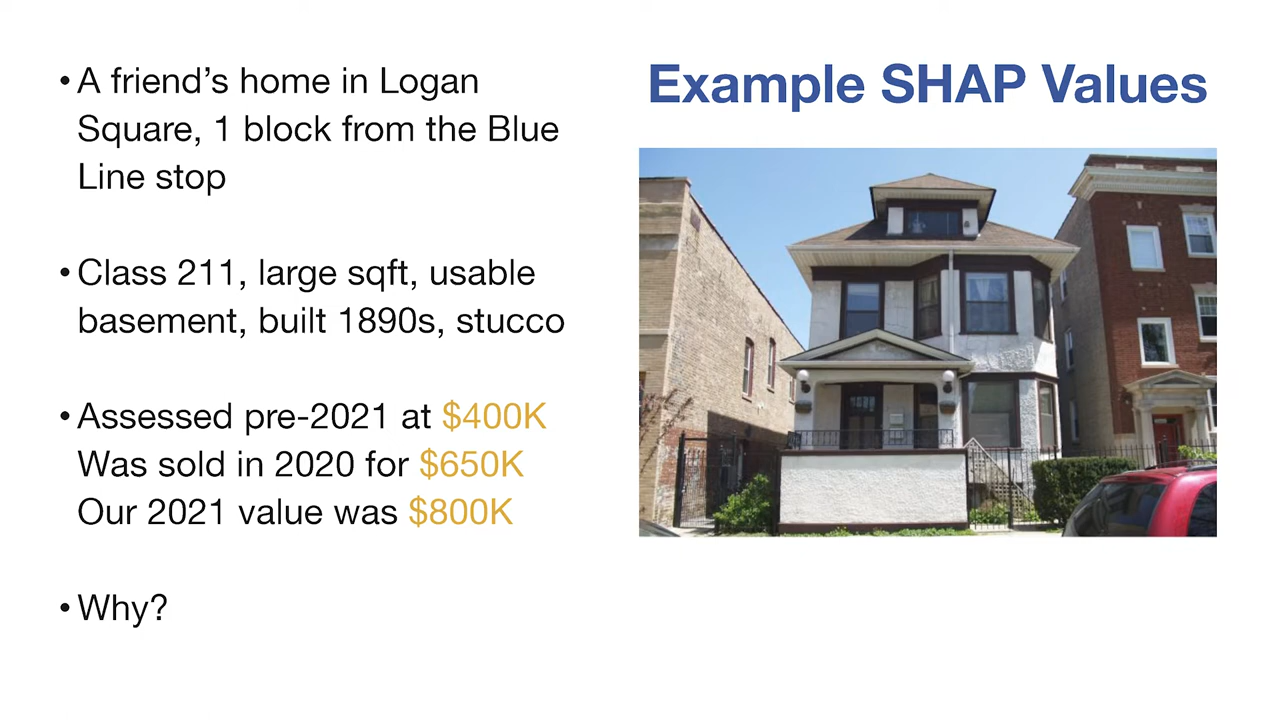 Example SHAP Values
• A friend’s home in Logan
Square, 1 block from the Blue
Line stop
• Class 211, large sqft, usable
basement, built 1890s, stucco
• Assessed pre-2021 at $400K
Was sold in 2020 for $650K
Our 2021 value was $800K
• Why?